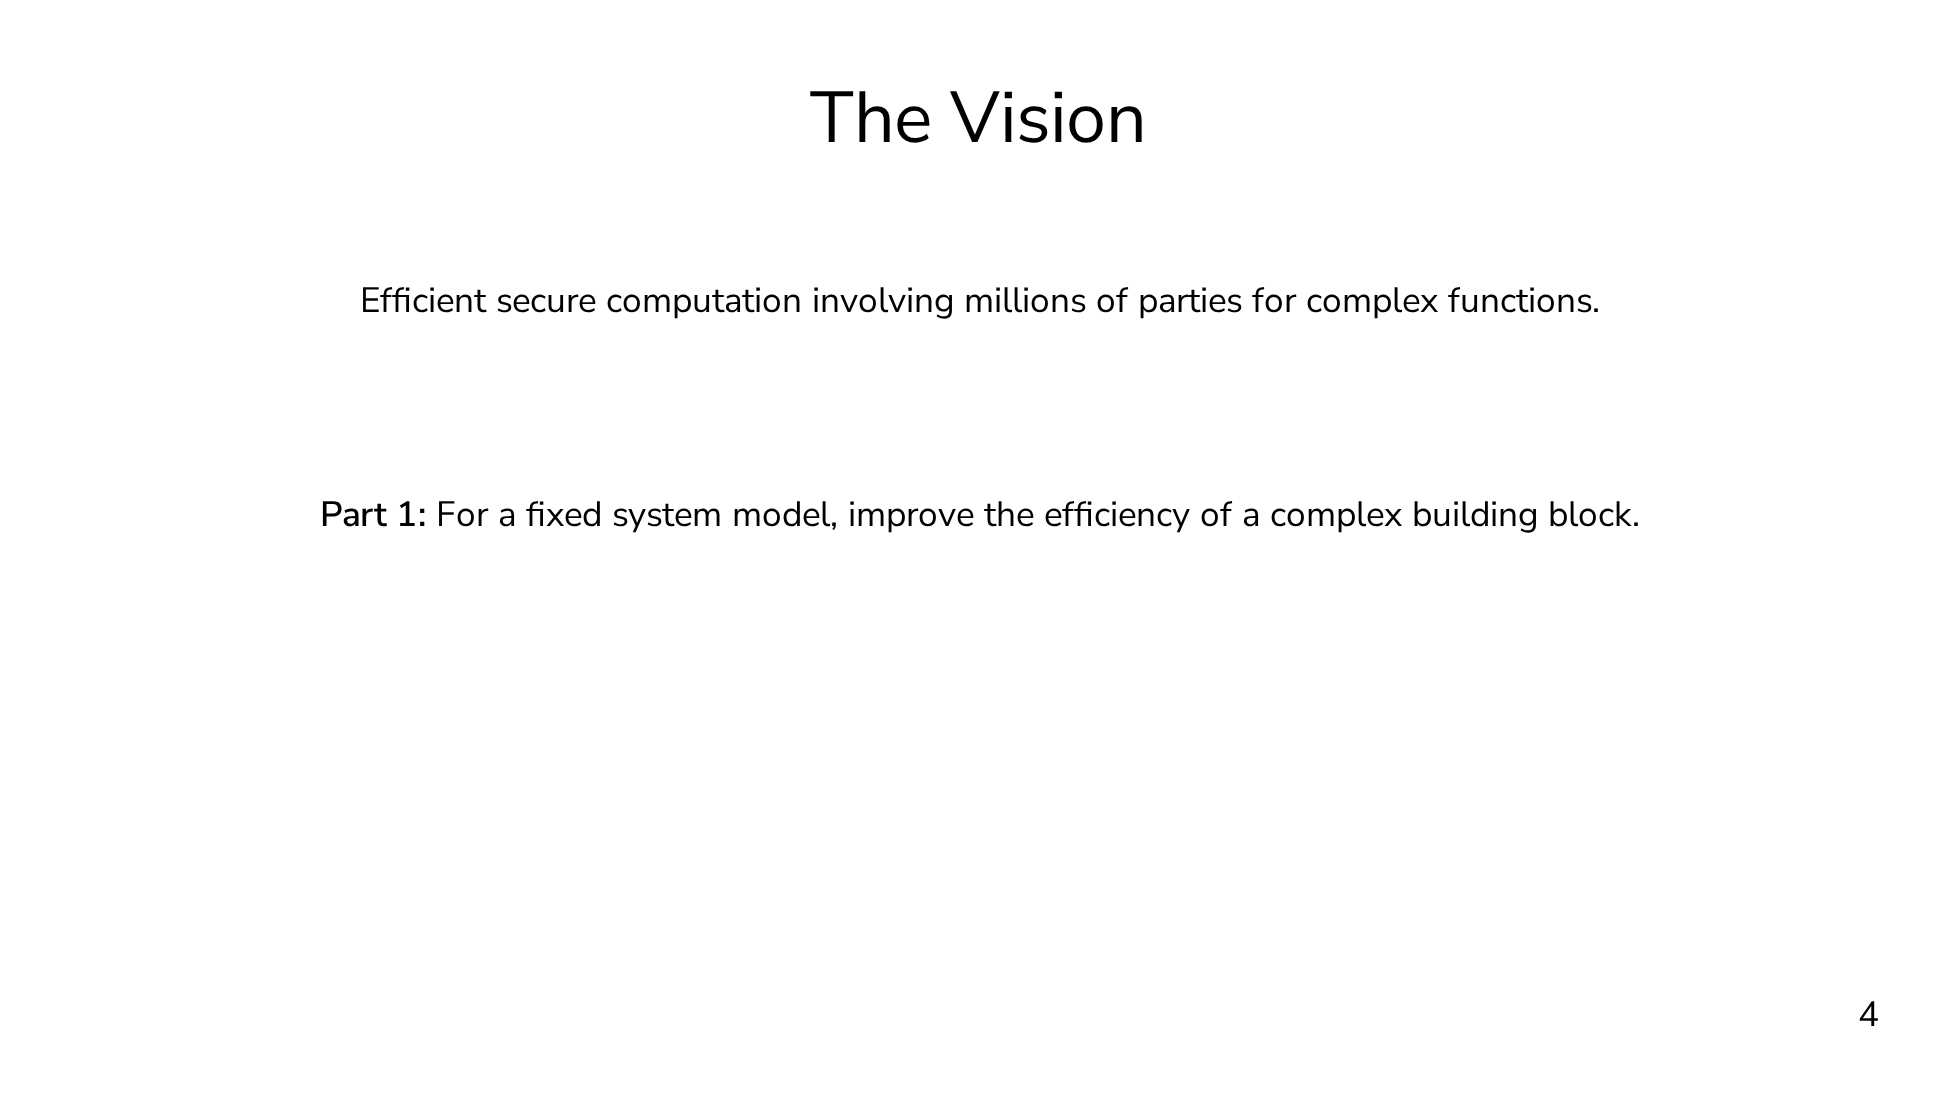 The Vision
Efficient secure computation involving millions of parties for complex functions.
Part 1: For a fixed system model, improve the efficiency of a complex building block.
4